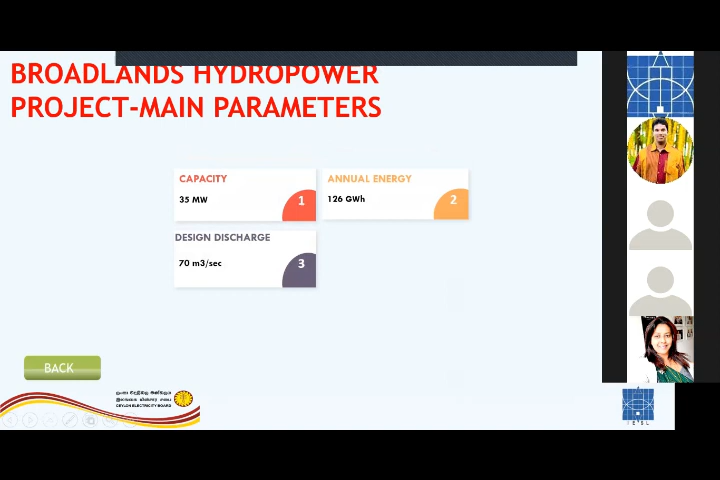 BROADLANDS HYDROPOWER
PROJECT-MAIN PARAMETERS
CAPACITY
35 MW
1
ANNUAL ENERGY
126 GWh
2
DESIGN DISCHARGE
70 m3/sec
3
BACK
CEYLON ELECTRICITY BOARD
I E S L